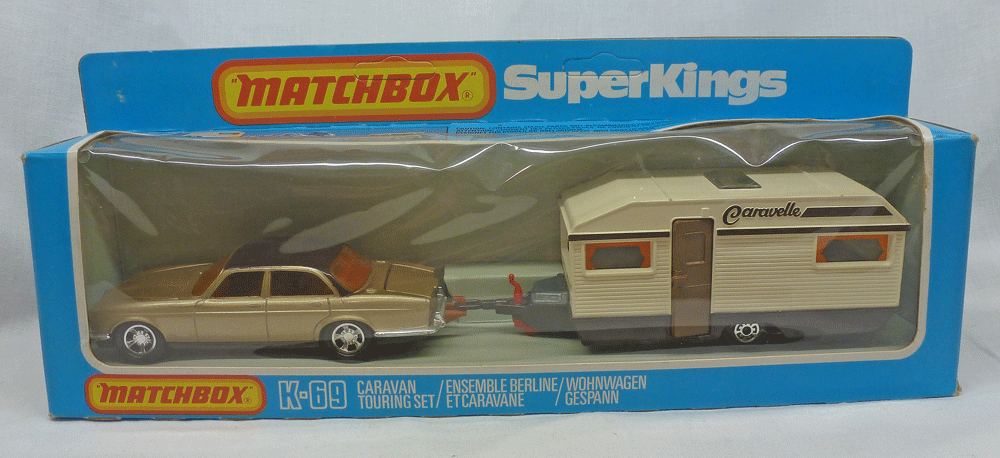 "MATCHBOX"®
SuperKings
Caravelle
"MATCHBOX"®
K-69
CARAVAN / ENSEMBLE BERLINE / WOHNWAGEN
TOURING SET / ET CARAVANE / GESPANN